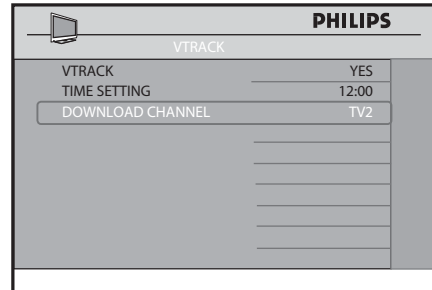 PHILIPS
VTRACK
VTRACK YES
TIME SETTING 12:00
DOWNLOAD CHANNEL TV2